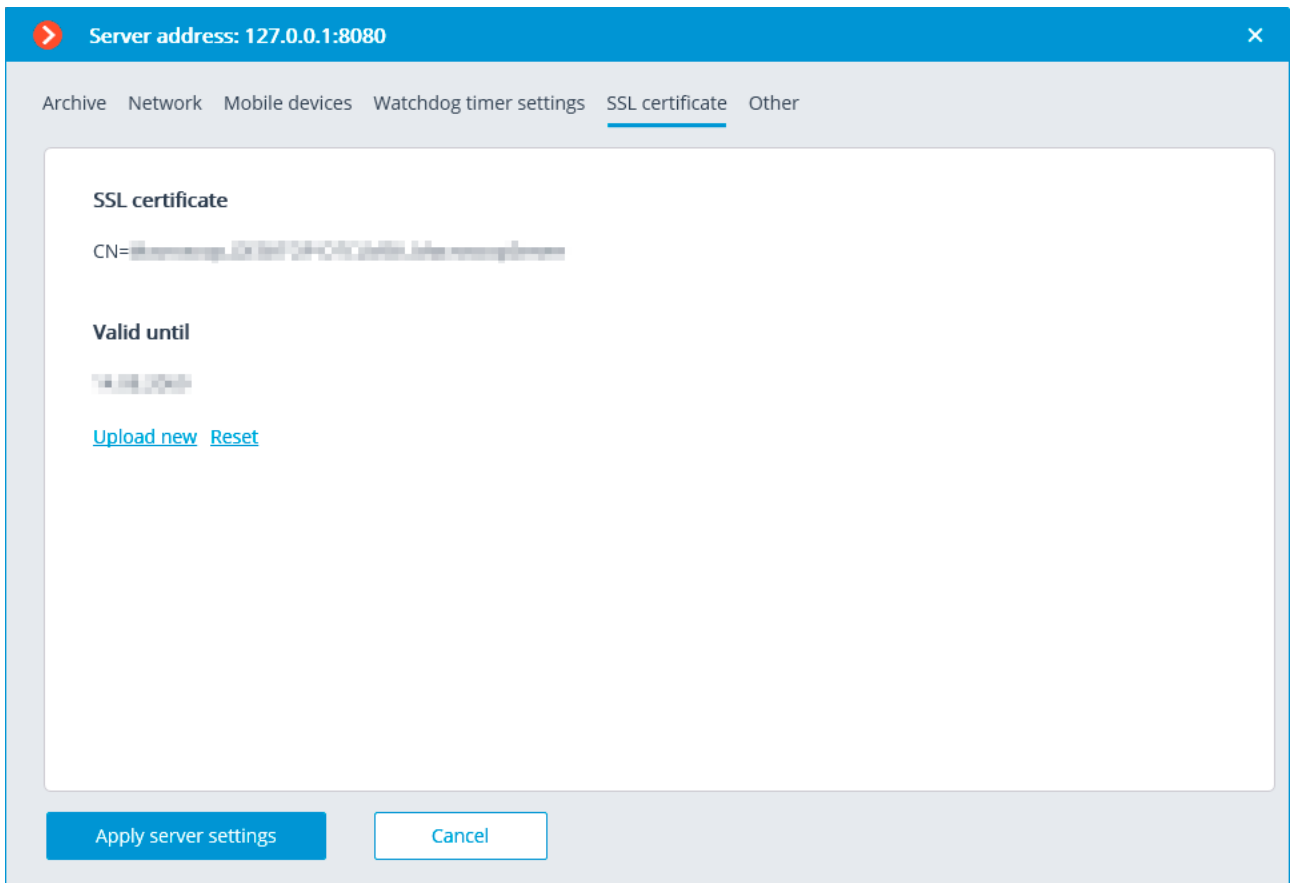 Server address: 127.0.0.1:8080
Archive Network Mobile devices Watchdog timer settings SSL certificate Other
SSL certificate
CN=
Valid until
Upload new Reset
Apply server settings Cancel